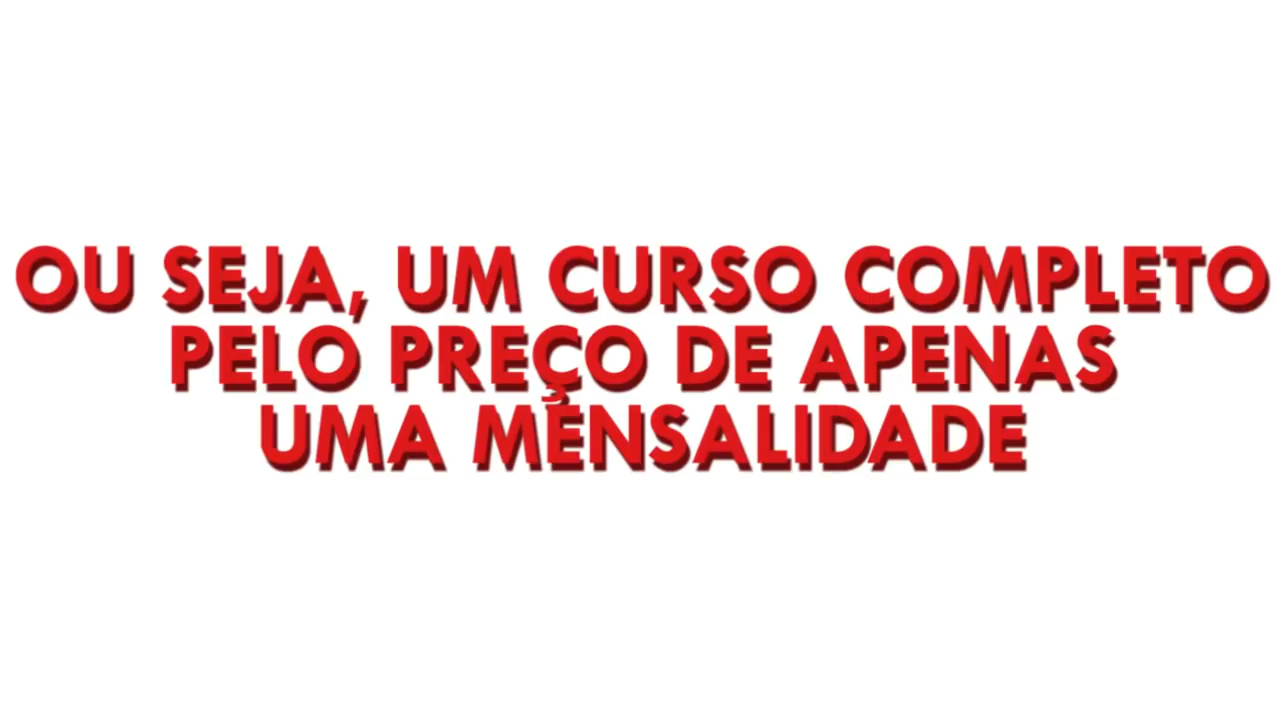 OU SEJA, UM CURSO COMPLETO
PELO PREÇO DE APENAS
UMA MENSALIDADE